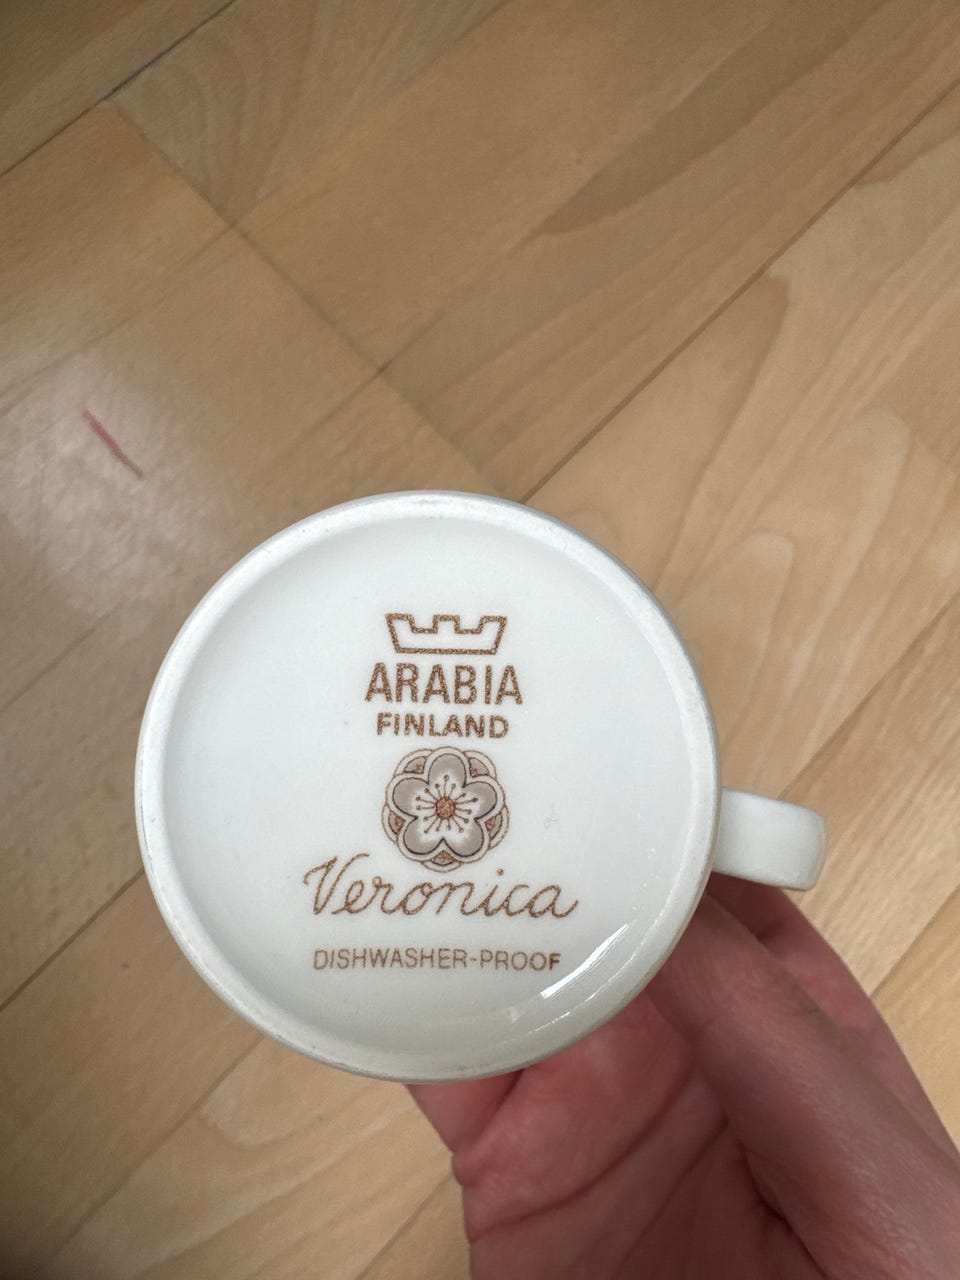 ARABIA
FINLAND
Veronica
DISHWASHER-PROOF